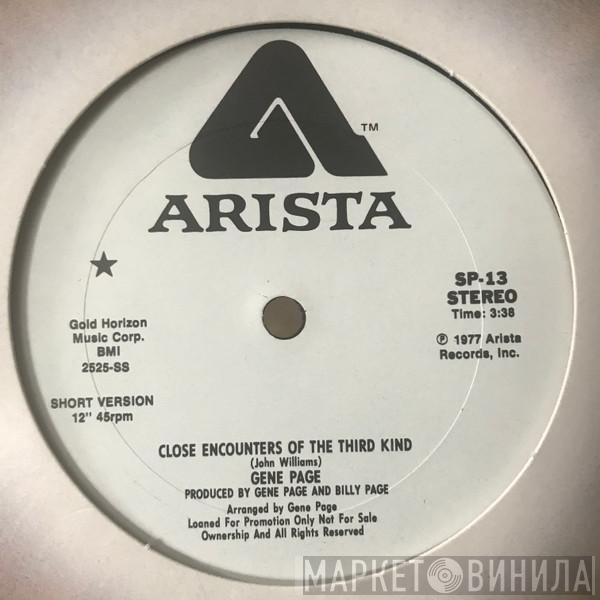 TM
ARISTA
★
SP-13
STEREO
Time: 3:38
Gold Horizon
Music Corp.
BMI
2525-SS
℗ 1977 Arista
Records, Inc.
SHORT VERSION
12" 45rpm
CLOSE ENCOUNTERS OF THE THIRD KIND
(John Williams)
GENE PAGE
PRODUCED BY GENE PAGE AND BILLY PAGE
Arranged by Gene Page
Loaned For Promotion Only Not For Sale
Ownership And All Rights Reserved
МАРКЕТ ВИНИЛА